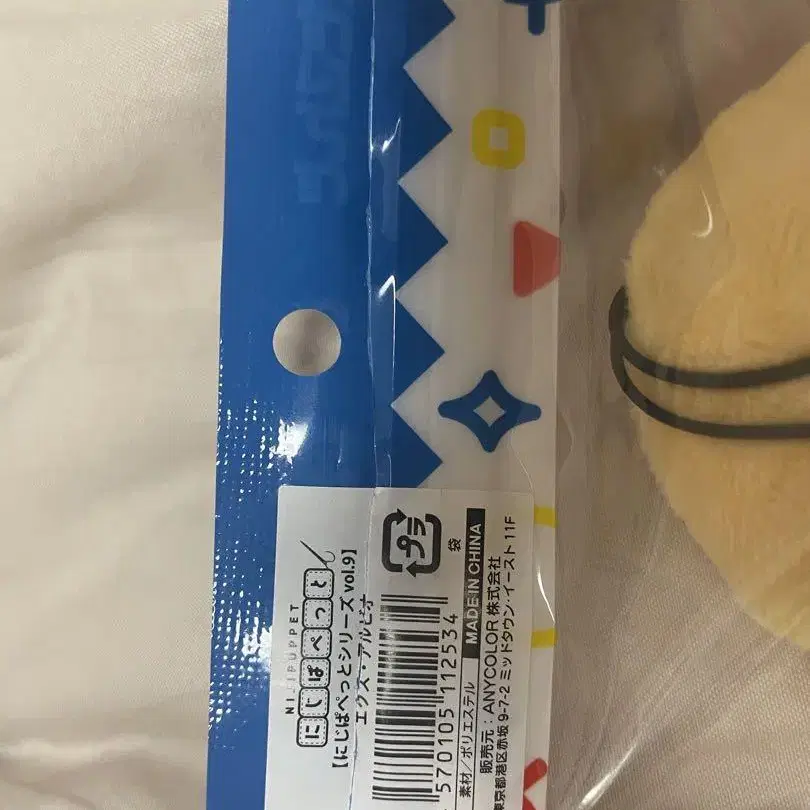 NIJIPUPPET
にじぱぺっと
【にじぱぺっとシリーズ vol.9】
エクス・アルビオ
プラ
袋
570105 112534
MADE IN CHINA
素材/ポリエステル
販売元：ANYCOLOR 株式会社
東京都港区赤坂 9-7-2 ミッドタウン・イースト 11F